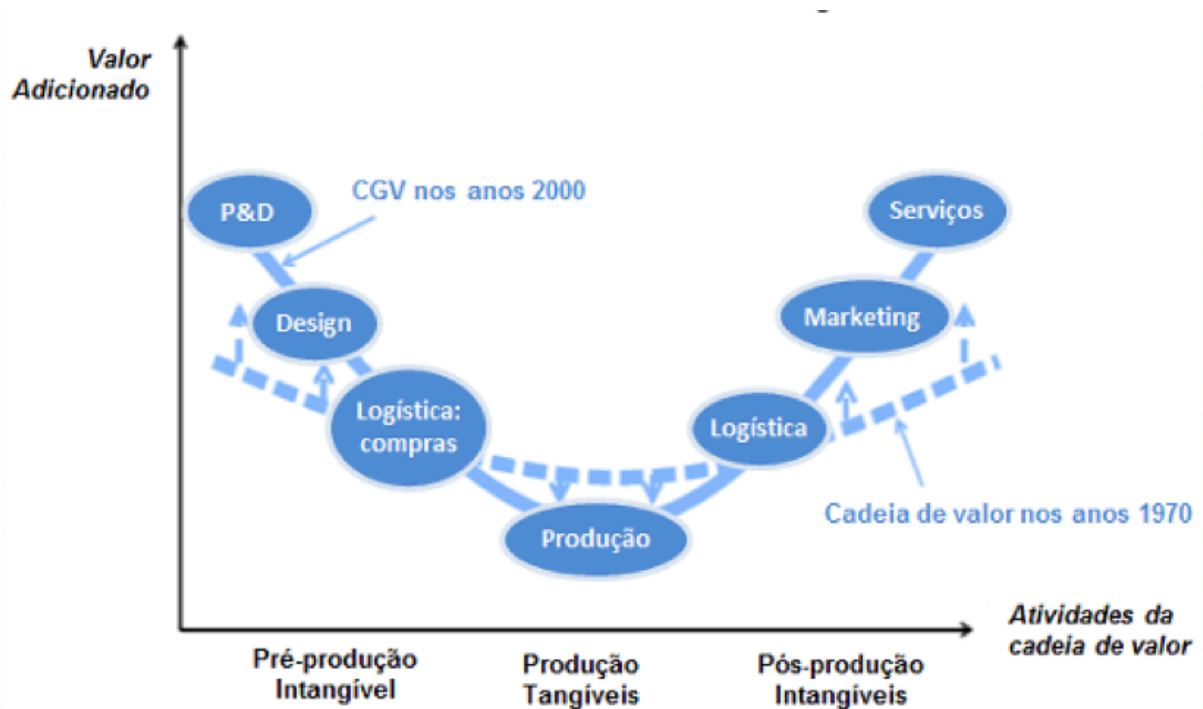 Valor
Adicionado
P&D
CGV nos anos 2000
Serviços
Design
Marketing
Logística:
compras
Logística
Cadeia de valor nos anos 1970
Produção
Atividades da
cadeia de valor
Pré-produção
Intangível
Produção
Tangíveis
Pós-produção
Intangíveis